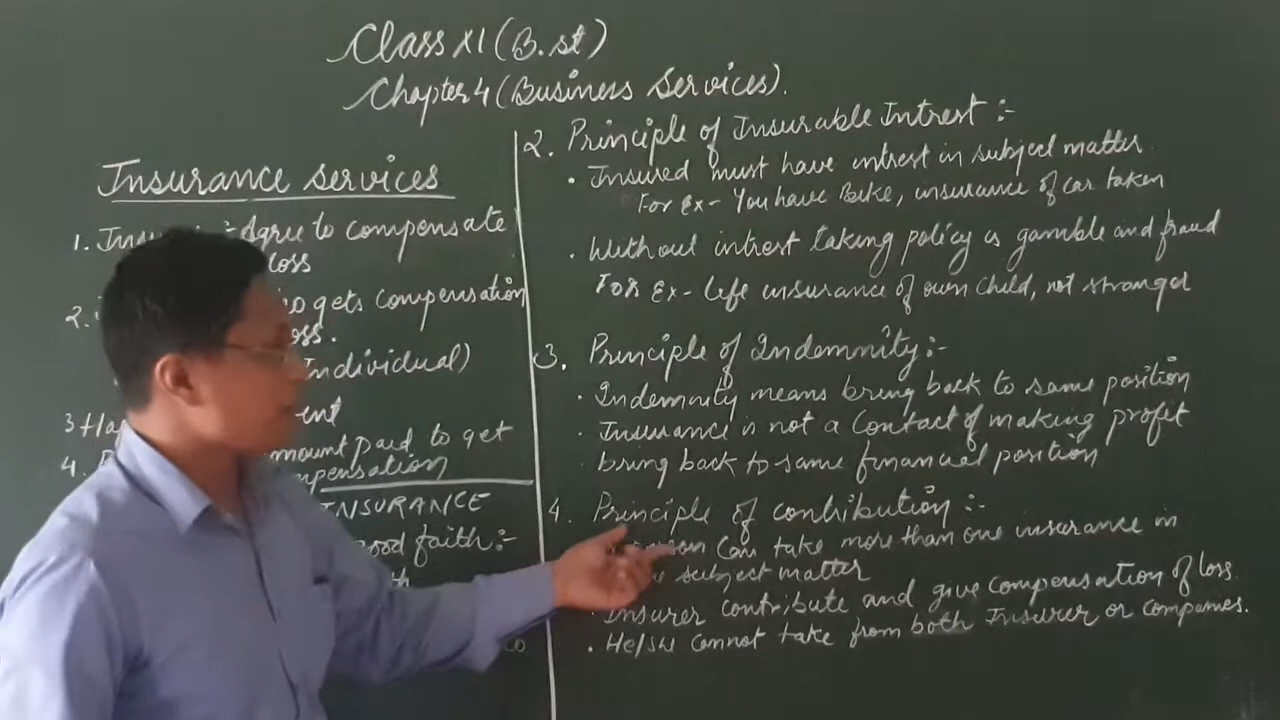 Class XI (B.st)
Chapter 4 (Business Services).
Insurance services
1. :- Agree to compensate
loss
2. gets compensation
loss.
Individual)
3
4. amount paid to get
compensation
INSURANCE
good faith:-
2. Principle of Insurable Intrest :-
• Insured must have intrest in subject matter.
For Ex - You have Bike, insurance of car taken
• Without intrest taking policy is gamble and fraud
For Ex - Life insurance of own child, not stranger
3. Principle of Indemnity:-
• Indemnity means bring back to same position
• Insurance is not a Contact of making profit
bring back to same financial position
4. Principle of contribution :-
can take more than one insurance in
subject matter
• Insurer contribute and give compensation of loss.
• He/she cannot take from both Insurer or companies.